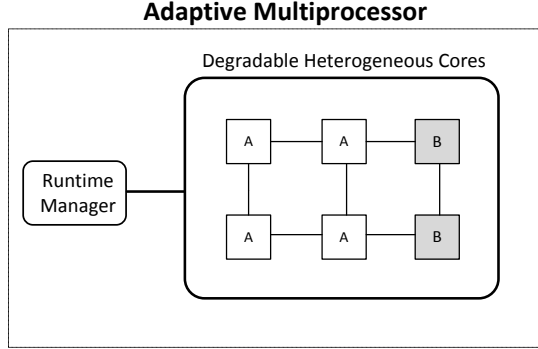 Adaptive Multiprocessor
Degradable Heterogeneous Cores
A A B
Runtime
Manager
A A B